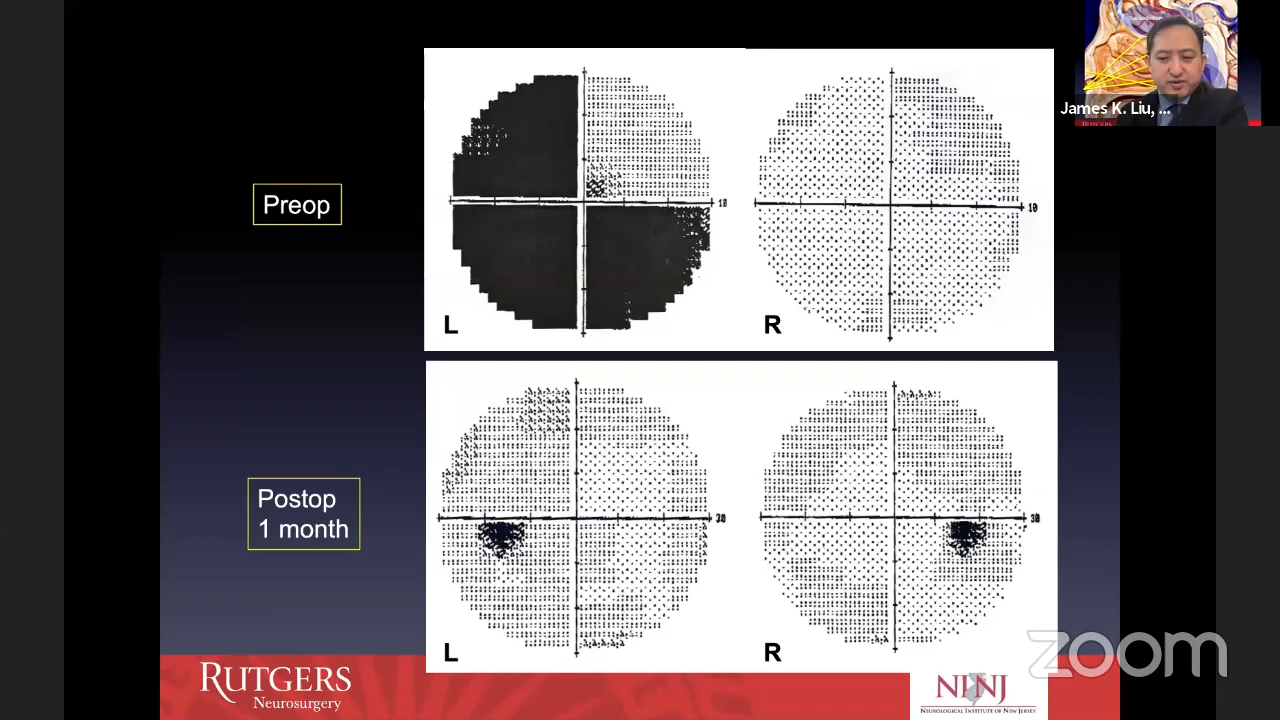 James K. Liu, ...
Preop
10
10
L
R
Postop
1 month
30
30
L
R
zoom
RUTGERS
Neurosurgery
NINJ
NEUROLOGICAL INSTITUTE OF NEW JERSEY